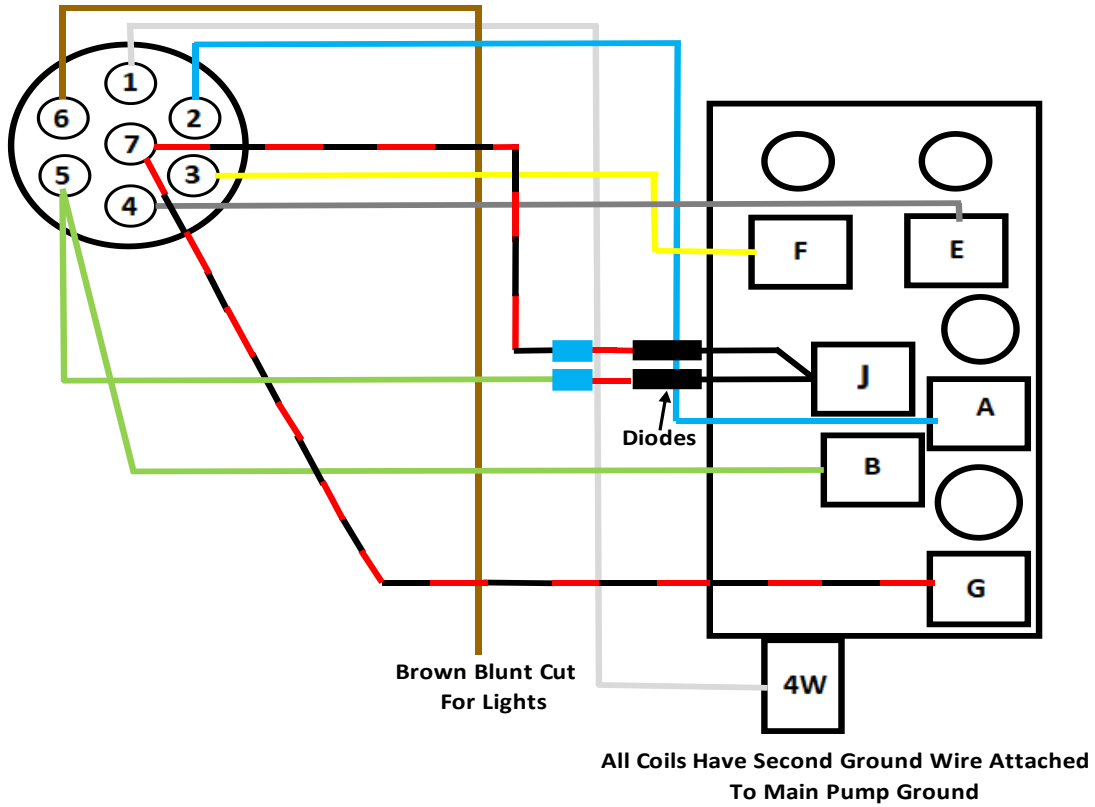 1
6
2
7
5
3
4
F
E
J
A
Diodes
B
G
Brown Blunt Cut
For Lights
4W
All Coils Have Second Ground Wire Attached
To Main Pump Ground